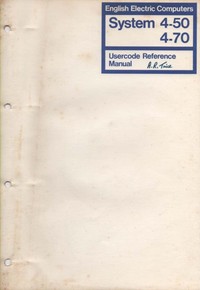 English Electric Computers
System 4-50
4-70
Usercode Reference
Manual